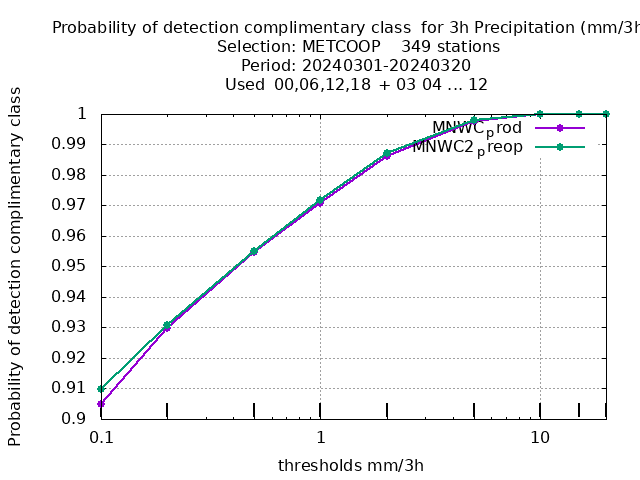 Probability of detection complimentary class for 3h Precipitation (mm/3h
Selection: METCOOP 349 stations
Period: 20240301-20240320
Used 00,06,12,18 + 03 04 ... 12
Probability of detection complimentary class
1
0.99
0.98
0.97
0.96
0.95
0.94
0.93
0.92
0.91
0.9
MNWCprod
MNWC2preop
0.1
1
10
thresholds mm/3h